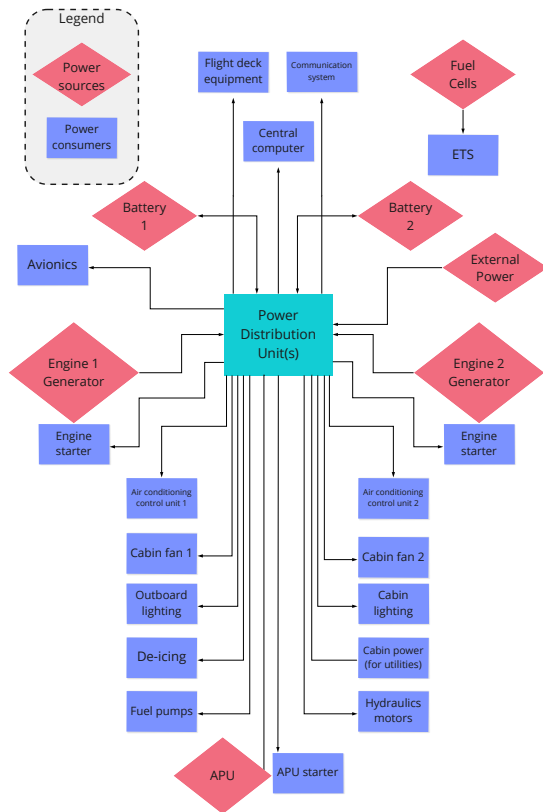 Legend
Power
sources
Power
consumers
Flight deck
equipment
Communication
system
Fuel
Cells
Central
computer
ETS
Battery
1
Battery
2
Avionics
External
Power
Power
Distribution
Unit(s)
Engine 1
Generator
Engine 2
Generator
Engine
starter
Engine
starter
Air conditioning
control unit 1
Air conditioning
control unit 2
Cabin fan 1
Cabin fan 2
Outboard
lighting
Cabin
lighting
De-icing
Cabin power
(for utilities)
Fuel pumps
Hydraulics
motors
APU
APU starter